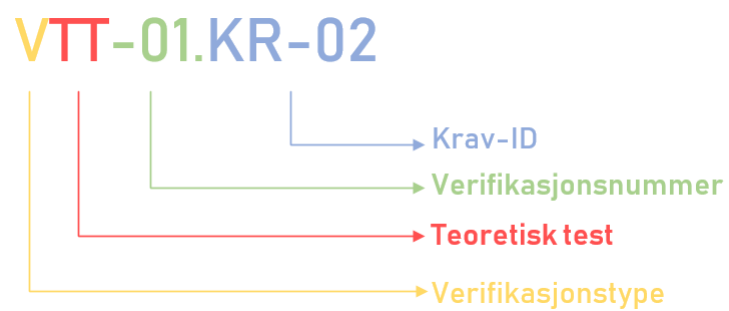 VTT-01.KR-02
Krav-ID
Verifikasjonsnummer
Teoretisk test
Verifikasjonstype